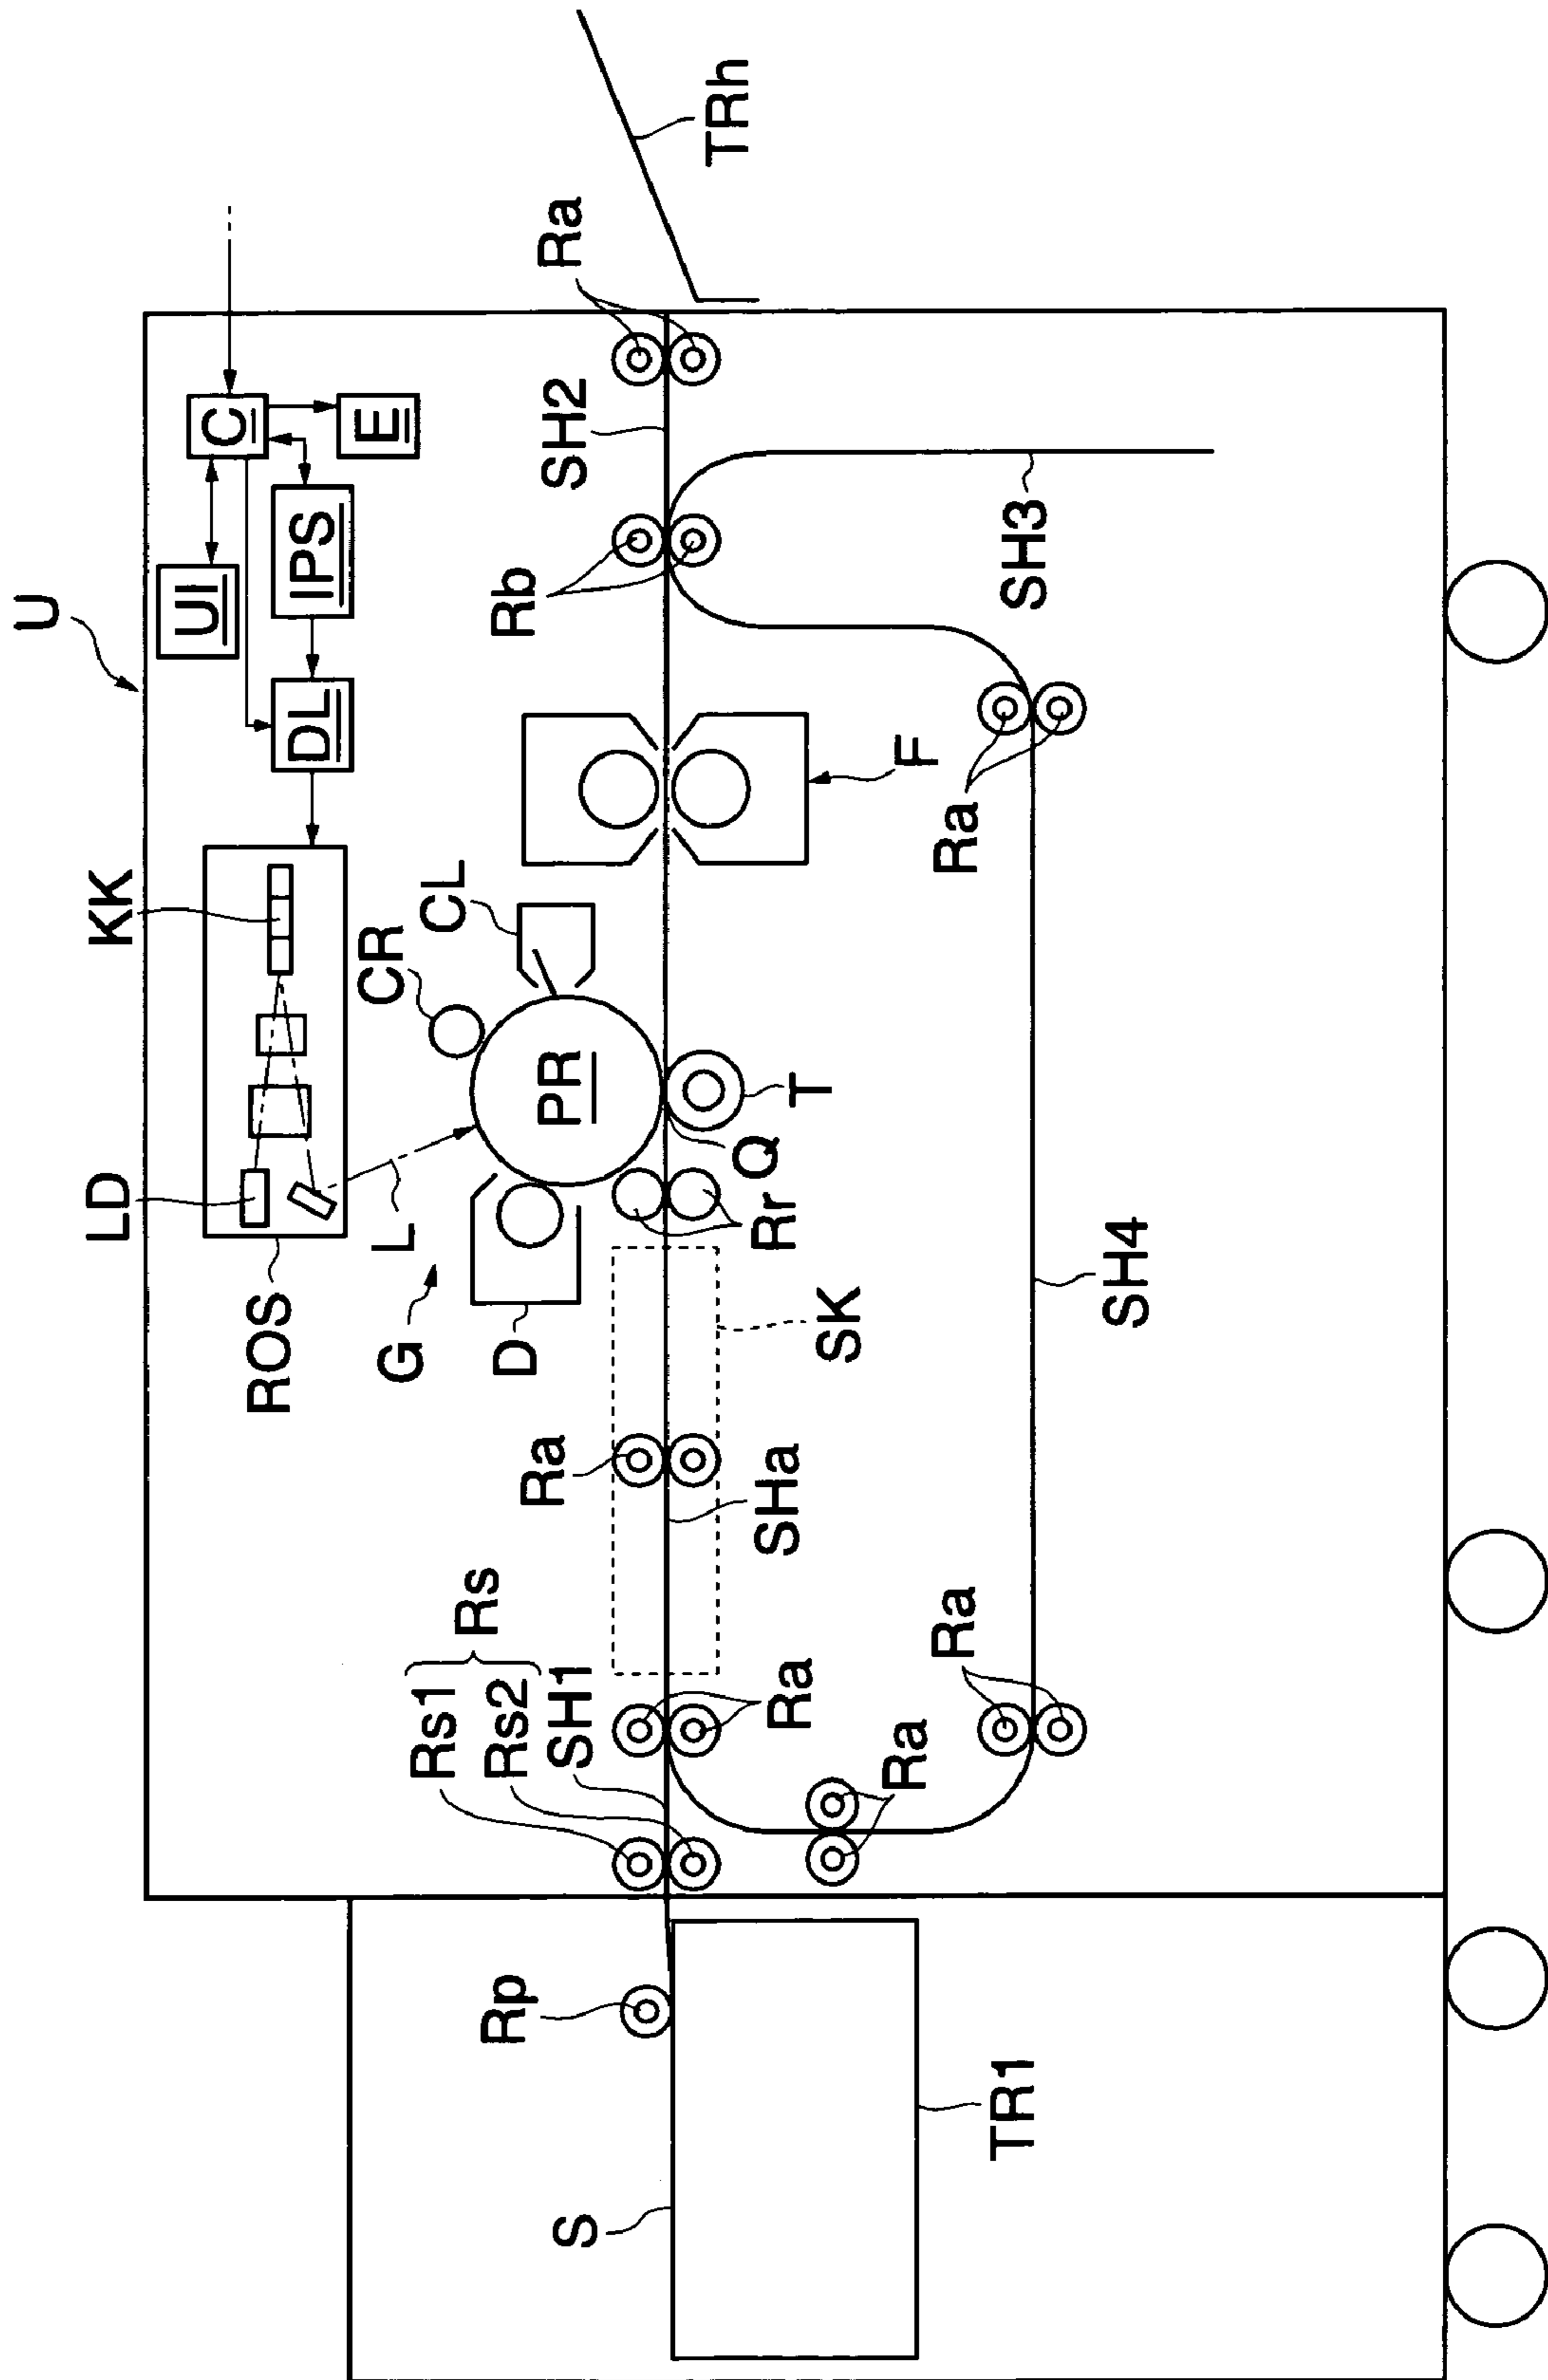 U
C
E
UI
IPS
DL
KK
LD
ROS
L
G
D
CR
CL
PR
T
Q
Rr
F
Rb
Ra
SH2
TRh
SH3
Ra
SH4
SK
Ra
SHa
Rs
Rs1
Rs2
SH1
Ra
Ra
Ra
Rp
S
TR1